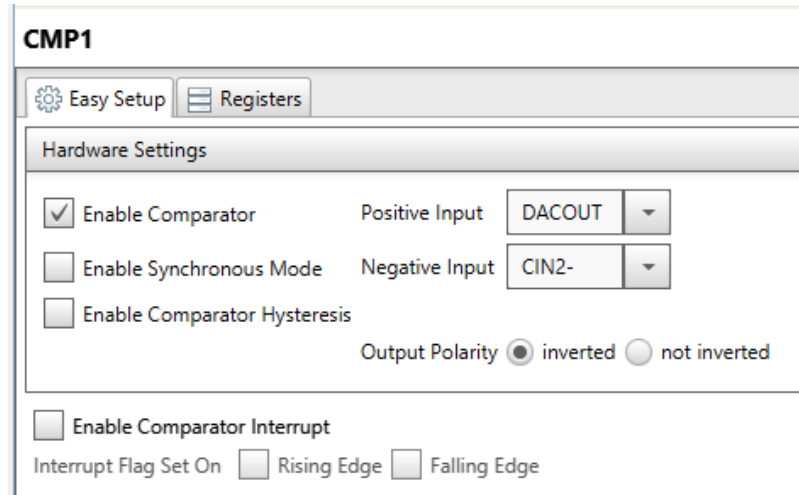 CMP1
Easy Setup Registers
Hardware Settings
Enable Comparator Positive Input DACOUT
Enable Synchronous Mode Negative Input CIN2-
Enable Comparator Hysteresis
Output Polarity inverted not inverted
Enable Comparator Interrupt
Interrupt Flag Set On Rising Edge Falling Edge